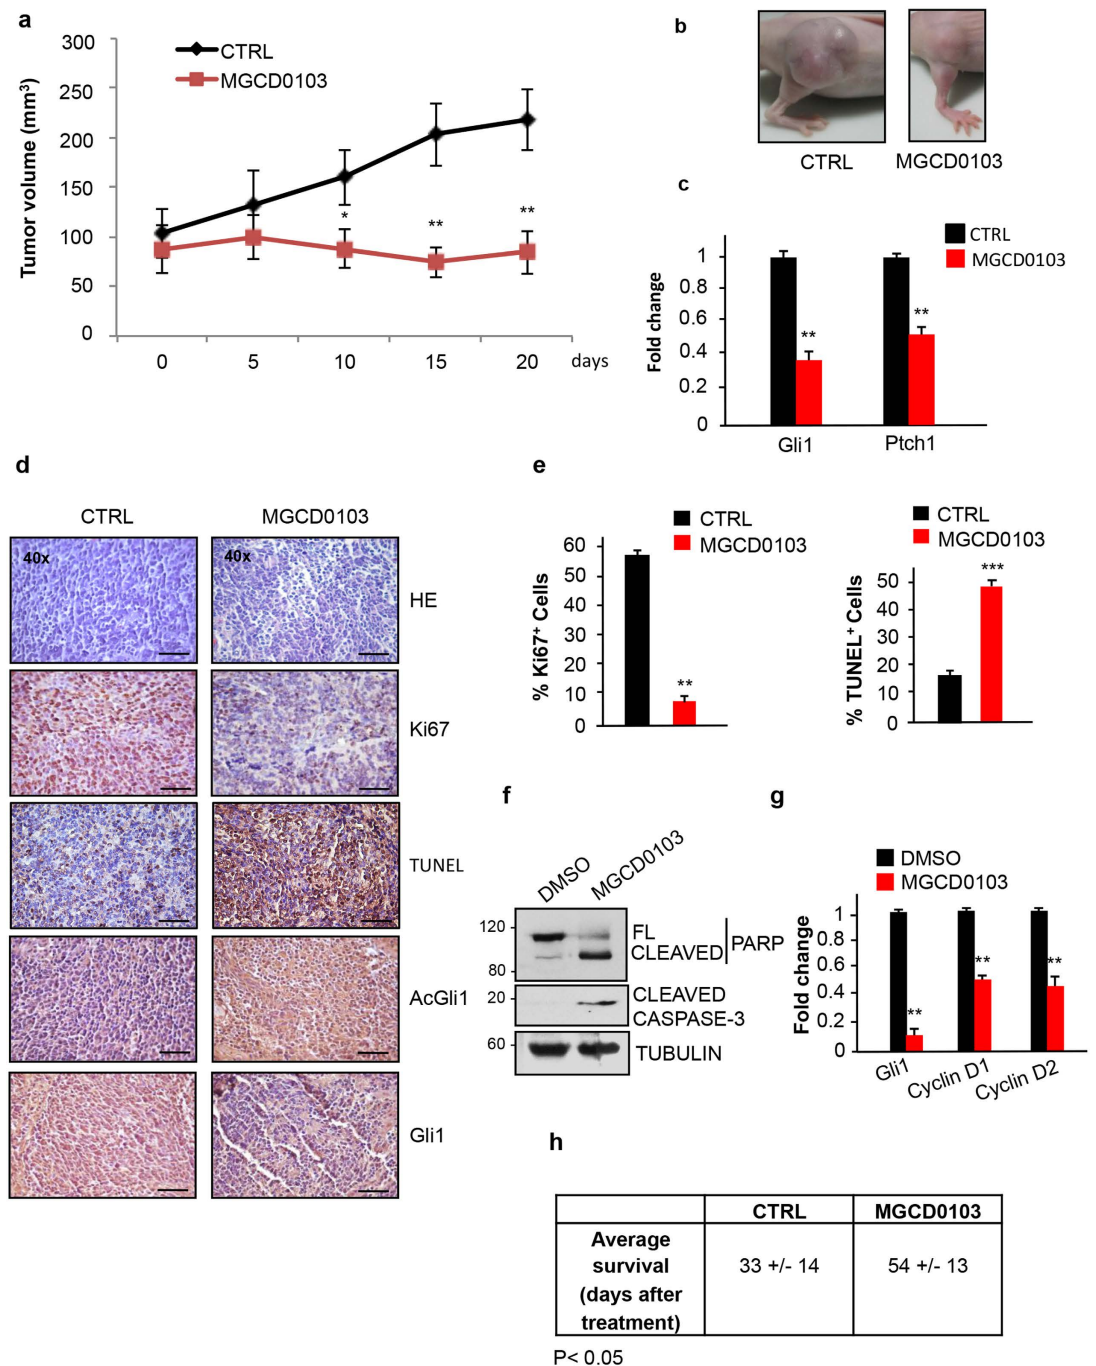 a
300
250
200
150
100
50
0
Tumor volume (mm³)
CTRL
MGCD0103
*
**
**
0 5 10 15 20 days
b
CTRL MGCD0103
c
CTRL
MGCD0103
Fold change
1
0.8
0.6
0.4
0.2
0
**
**
Gli1 Ptch1
d
CTRL MGCD0103
40x 40x
HE
Ki67
TUNEL
AcGli1
Gli1
e
CTRL
MGCD0103
% Ki67⁺ Cells
60
50
40
30
20
10
0
**
CTRL
MGCD0103
% TUNEL⁺ Cells
50
40
30
20
10
0
***
f
DMSO MGCD0103
120
80
FL
CLEAVED
PARP
20
CLEAVED
CASPASE-3
60
TUBULIN
g
DMSO
MGCD0103
Fold change
1
0.8
0.6
0.4
0.2
0
**
**
**
Gli1 Cyclin D1 Cyclin D2
h
CTRL MGCD0103
Average
survival
(days after
treatment)
33 +/- 14 54 +/- 13
P< 0.05